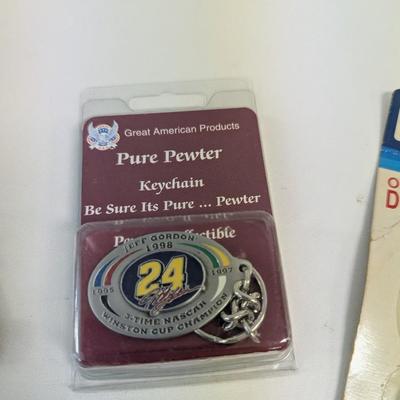 Great American Products
Pure Pewter
Keychain
Be Sure Its Pure ... Pewter
JEFF GORDON
1998
1995
1997
24
3-TIME NASCAR
WINSTON CUP CHAMPION
O
D